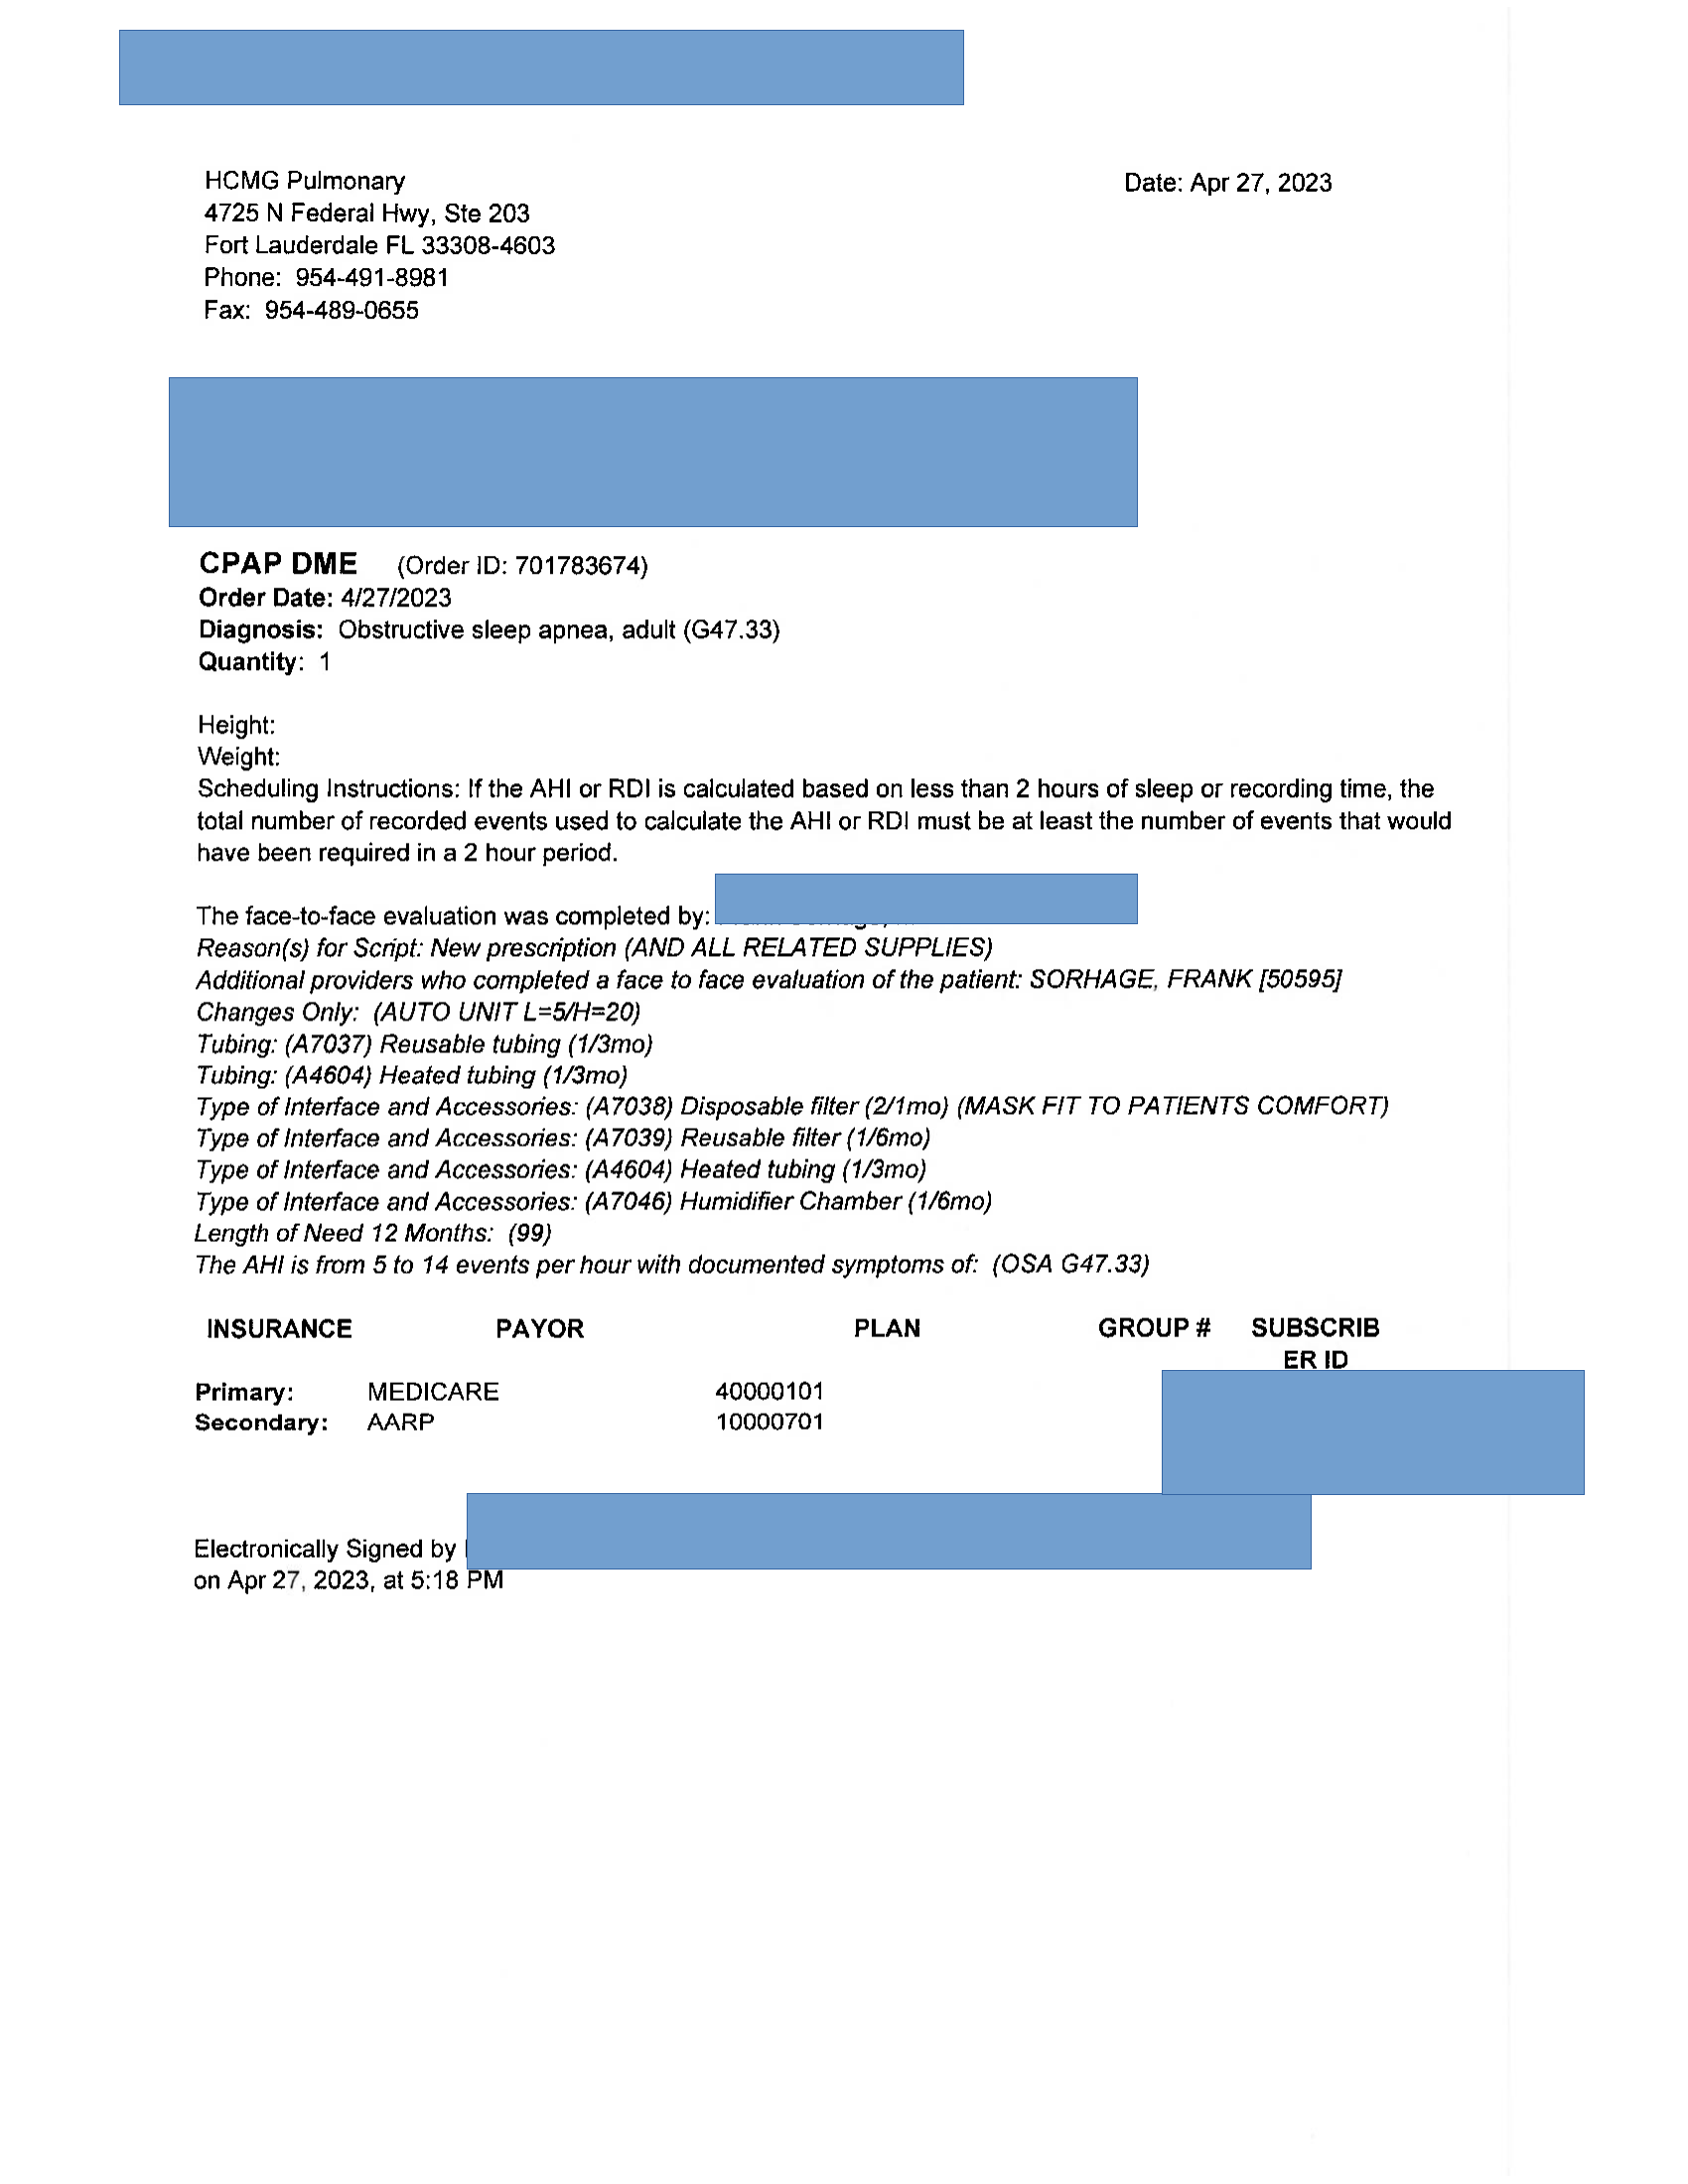 HCMG Pulmonary
Date: Apr 27, 2023
4725 N Federal Hwy, Ste 203
Fort Lauderdale FL 33308-4603
Phone: 954-491-8981
Fax: 954-489-0655
CPAP DME (Order ID: 701783674)
Order Date: 4/27/2023
Diagnosis: Obstructive sleep apnea, adult (G47.33)
Quantity: 1
Height:
Weight:
Scheduling Instructions: If the AHI or RDI is calculated based on less than 2 hours of sleep or recording time, the
total number of recorded events used to calculate the AHI or RDI must be at least the number of events that would
have been required in a 2 hour period.
The face-to-face evaluation was completed by:
Reason(s) for Script: New prescription (AND ALL RELATED SUPPLIES)
Additional providers who completed a face to face evaluation of the patient: SORHAGE, FRANK [50595]
Changes Only: (AUTO UNIT L=5/H=20)
Tubing: (A7037) Reusable tubing (1/3mo)
Tubing: (A4604) Heated tubing (1/3mo)
Type of Interface and Accessories: (A7038) Disposable filter (2/1mo) (MASK FIT TO PATIENTS COMFORT)
Type of Interface and Accessories: (A7039) Reusable filter (1/6mo)
Type of Interface and Accessories: (A4604) Heated tubing (1/3mo)
Type of Interface and Accessories: (A7046) Humidifier Chamber (1/6mo)
Length of Need 12 Months: (99)
The AHI is from 5 to 14 events per hour with documented symptoms of: (OSA G47.33)
INSURANCE PAYOR PLAN GROUP # SUBSCRIB
ER ID
Primary: MEDICARE 40000101
Secondary: AARP 10000701
Electronically Signed by
on Apr 27, 2023, at 5:18 PM